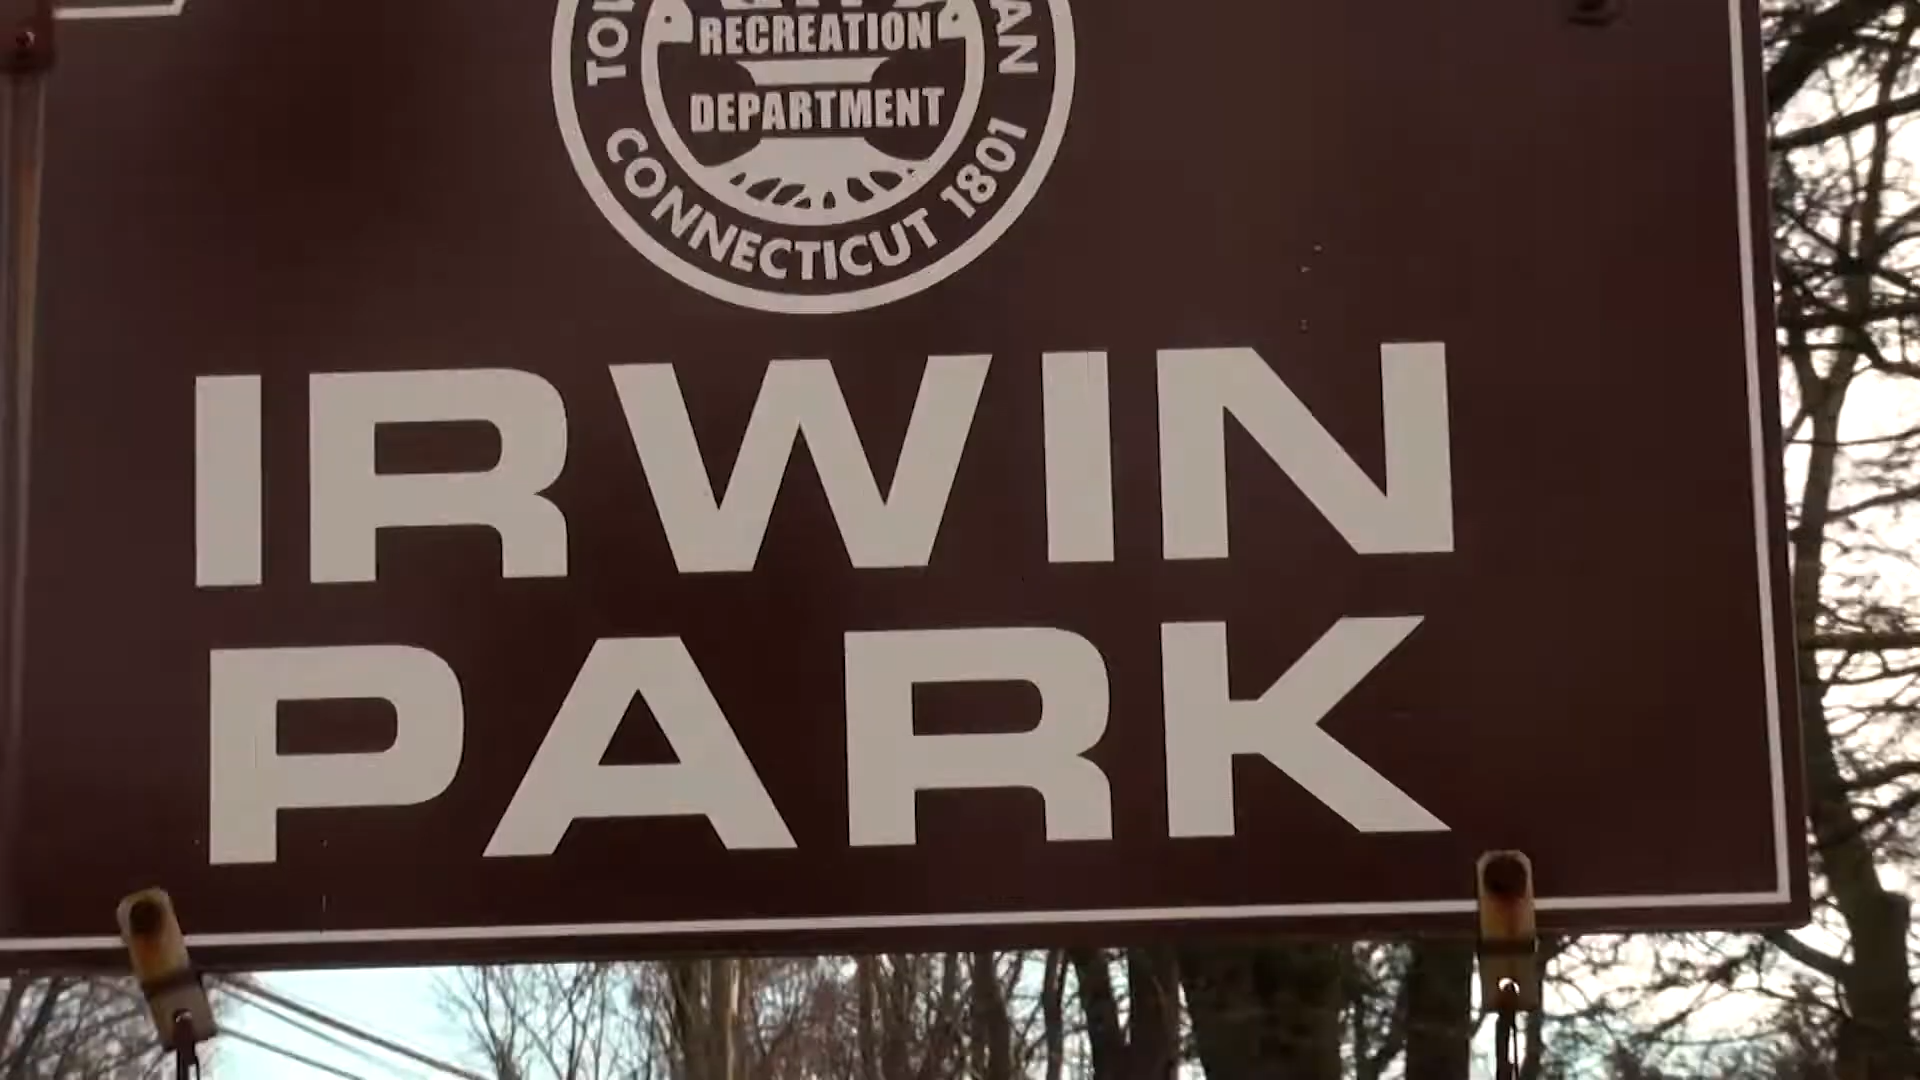 RECREATION
DEPARTMENT
CONNECTICUT 1801
IRWIN
PARK